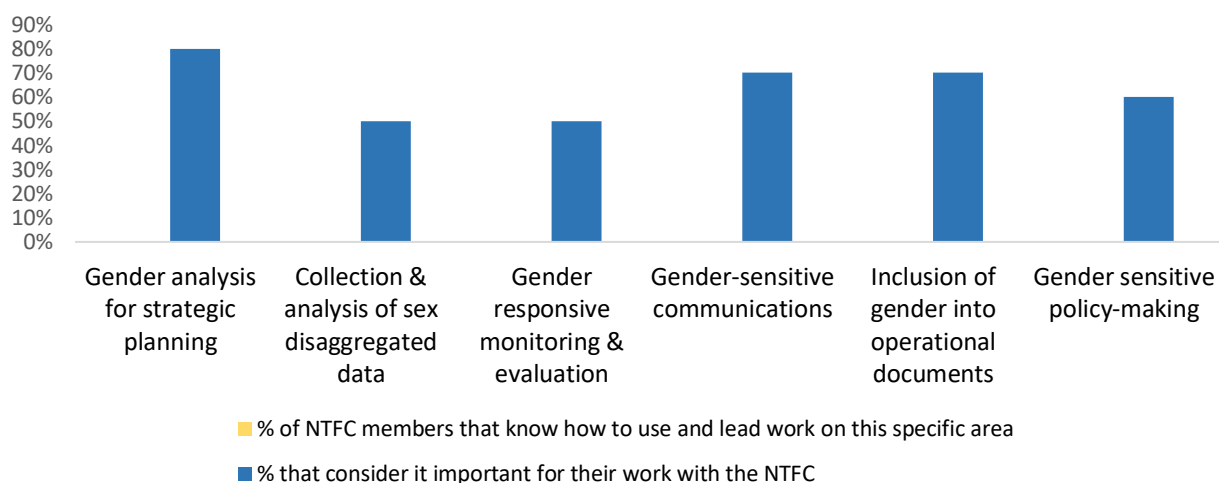 90%
80%
70%
60%
50%
40%
30%
20%
10%
0%
Gender analysis
for strategic
planning
Collection &
analysis of sex
disaggregated
data
Gender
responsive
monitoring &
evaluation
Gender-sensitive
communications
Inclusion of
gender into
operational
documents
Gender sensitive
policy-making
% of NTFC members that know how to use and lead work on this specific area
% that consider it important for their work with the NTFC